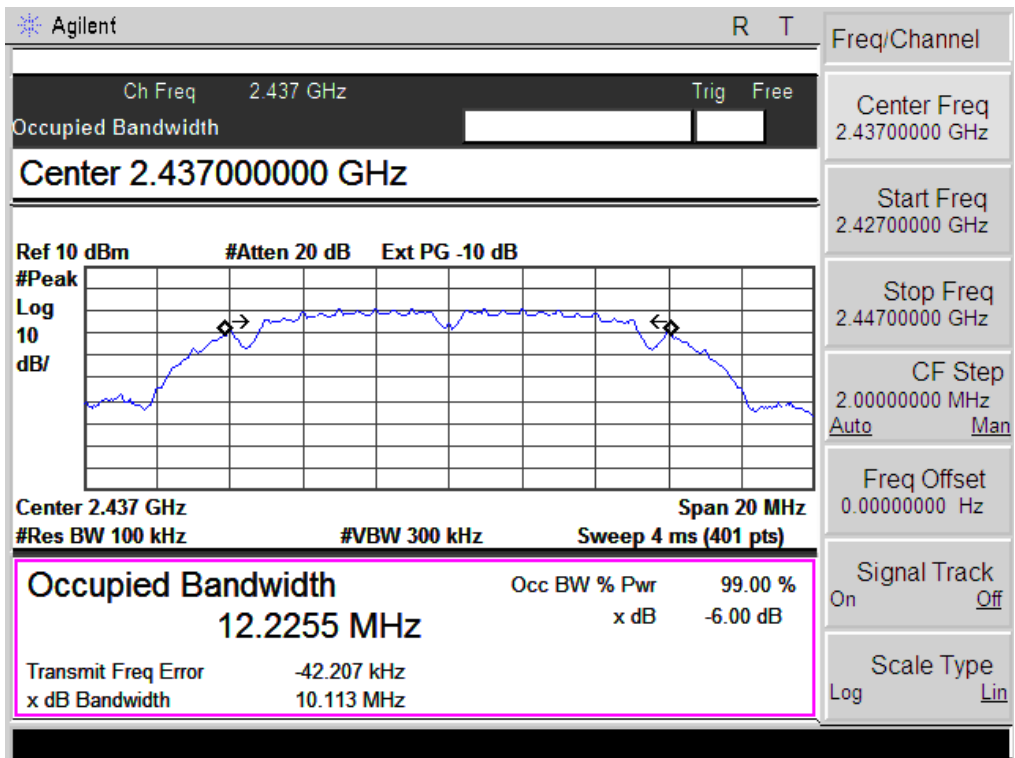 Agilent R T
Ch Freq 2.437 GHz Trig Free
Occupied Bandwidth
Center 2.437000000 GHz
Ref 10 dBm #Atten 20 dB Ext PG -10 dB
#Peak
Log
10
dB/
Center 2.437 GHz Span 20 MHz
#Res BW 100 kHz #VBW 300 kHz Sweep 4 ms (401 pts)
Occupied Bandwidth
12.2255 MHz
Occ BW % Pwr 99.00 %
x dB -6.00 dB
Transmit Freq Error -42.207 kHz
x dB Bandwidth 10.113 MHz
Freq/Channel
Center Freq
2.43700000 GHz
Start Freq
2.42700000 GHz
Stop Freq
2.44700000 GHz
CF Step
2.00000000 MHz
Auto Man
Freq Offset
0.00000000 Hz
Signal Track
On Off
Scale Type
Log Lin